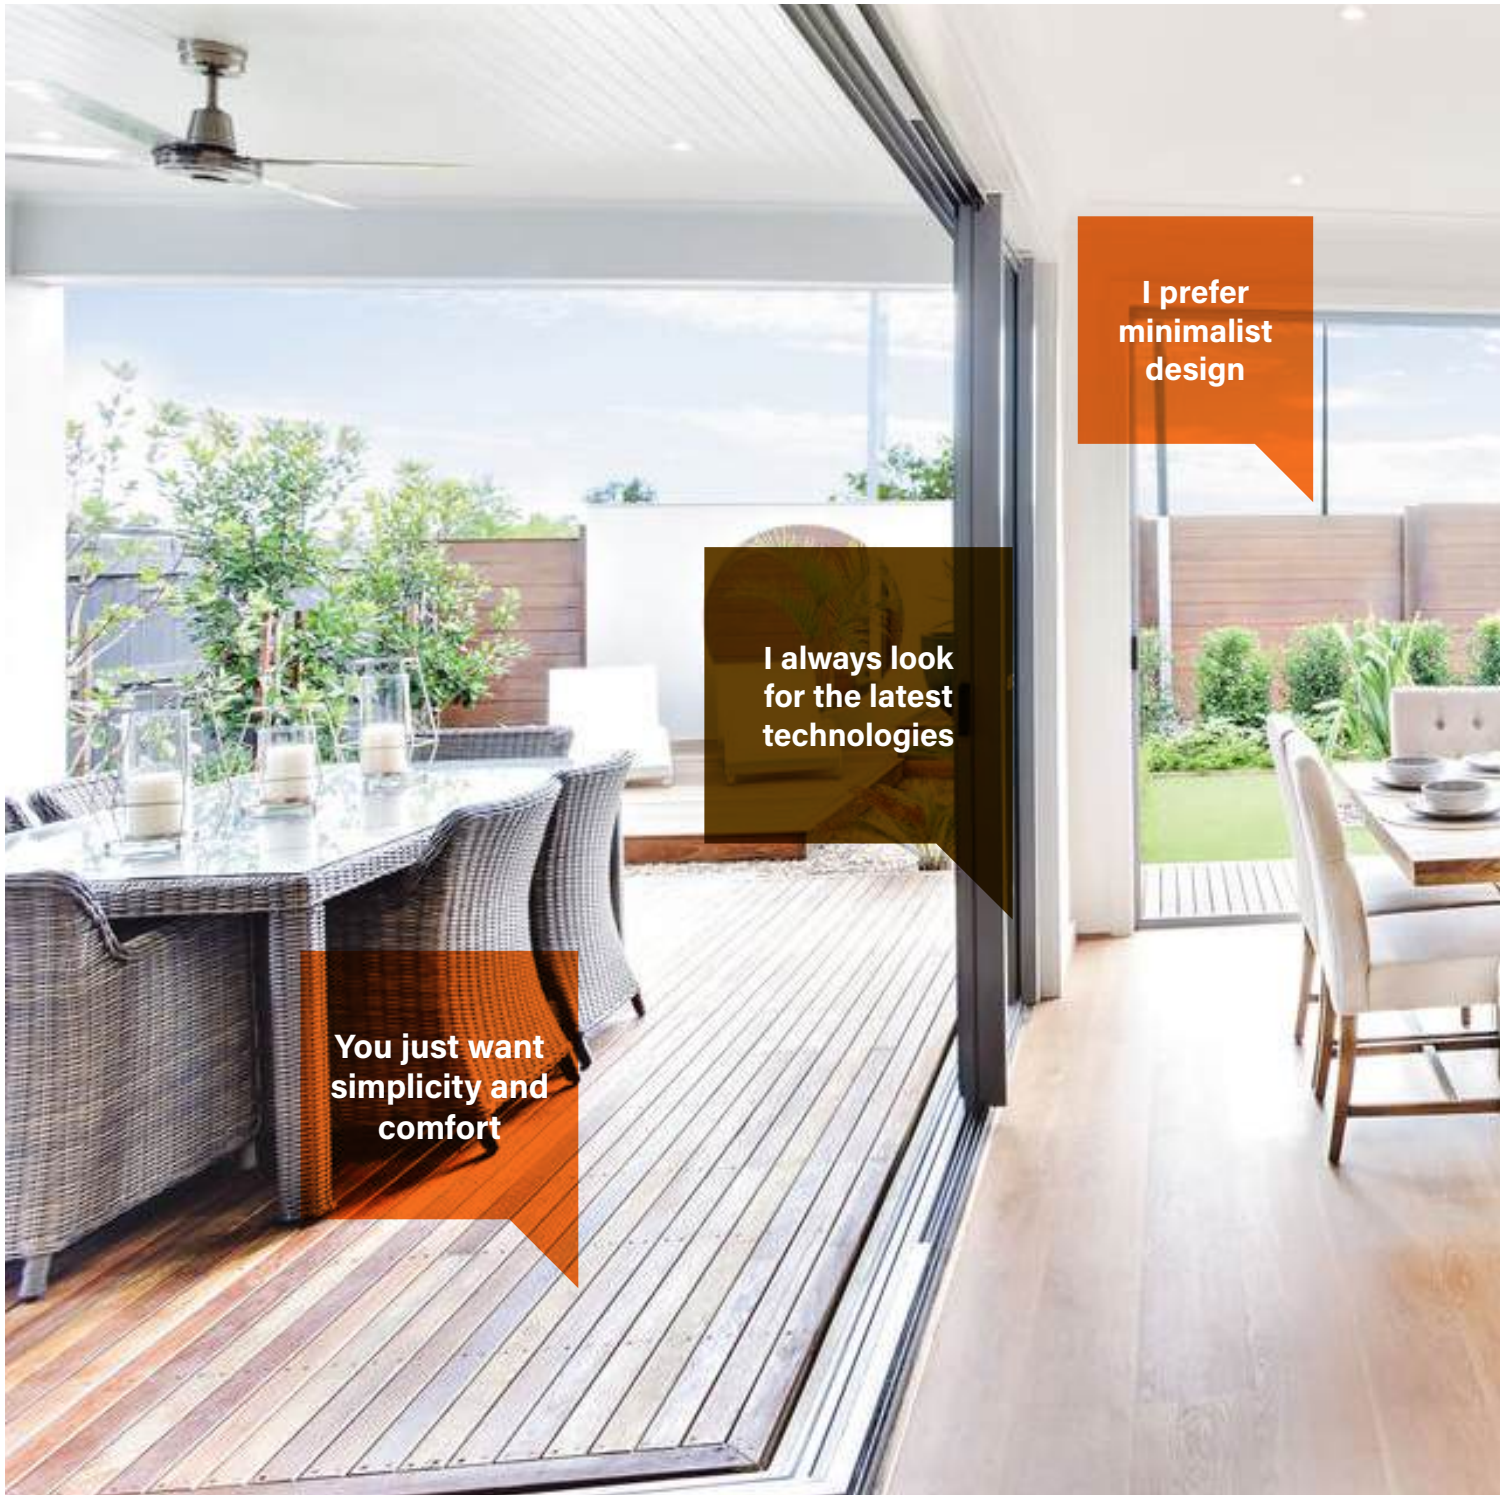 I prefer
minimalist
design
I always look
for the latest
technologies
You just want
simplicity and
comfort